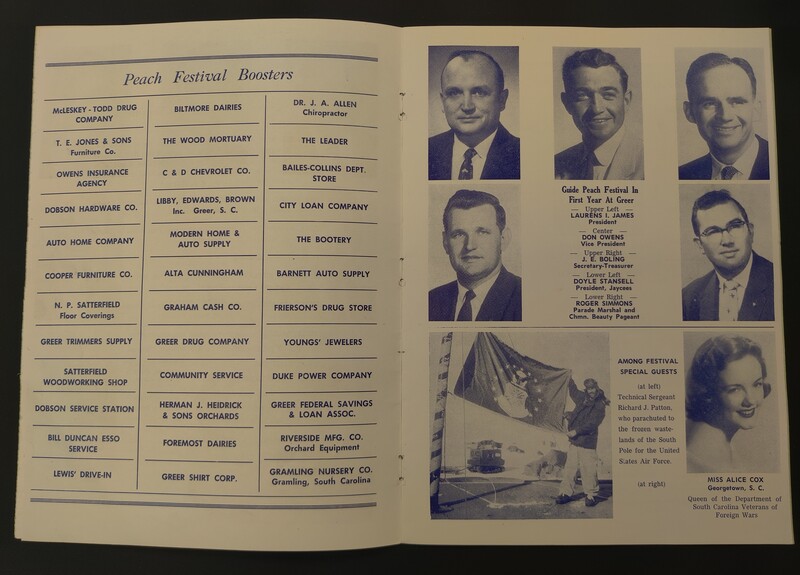 Peach Festival Boosters
McLESKEY - TODD DRUG
COMPANY
T. E. JONES & SONS
Furniture Co.
OWENS INSURANCE
AGENCY
DOBSON HARDWARE CO.
AUTO HOME COMPANY
COOPER FURNITURE CO.
N. P. SATTERFIELD
Floor Coverings
GREER TRIMMERS SUPPLY
SATTERFIELD
WOODWORKING SHOP
DOBSON SERVICE STATION
BILL DUNCAN ESSO
SERVICE
LEWIS' DRIVE-IN
BILTMORE DAIRIES
THE WOOD MORTUARY
C & D CHEVROLET CO.
LIBBY, EDWARDS, BROWN
Inc. Greer, S. C.
MODERN HOME &
AUTO SUPPLY
ALTA CUNNINGHAM
GRAHAM CASH CO.
GREER DRUG COMPANY
COMMUNITY SERVICE
HERMAN J. HEIDRICK
& SONS ORCHARDS
FOREMOST DAIRIES
GREER SHIRT CORP.
DR. J. A. ALLEN
Chiropractor
THE LEADER
BAILES-COLLINS DEPT.
STORE
CITY LOAN COMPANY
THE BOOTERY
BARNETT AUTO SUPPLY
FRIERSON'S DRUG STORE
YOUNGS' JEWELERS
DUKE POWER COMPANY
GREER FEDERAL SAVINGS
& LOAN ASSOC.
RIVERSIDE MFG. CO.
Orchard Equipment
GRAMLING NURSERY CO.
Gramling, South Carolina
Guide Peach Festival In
First Year At Greer
— Upper Left —
LAURENS I. JAMES
President
— Center —
DON OWENS
Vice President
— Upper Right —
J. E. BOLING
Secretary-Treasurer
— Lower Left —
DOYLE STANSELL
President, Jaycees
— Lower Right —
ROGER SIMMONS
Parade Marshal and
Chmn. Beauty Pageant
AMONG FESTIVAL
SPECIAL GUESTS
(at left)
Technical Sergeant
Richard J. Patton,
who parachuted to
the frozen waste-
lands of the South
Pole for the United
States Air Force.
(at right)
MISS ALICE COX
Georgetown, S. C.
Queen of the Department of
South Carolina Veterans of
Foreign Wars